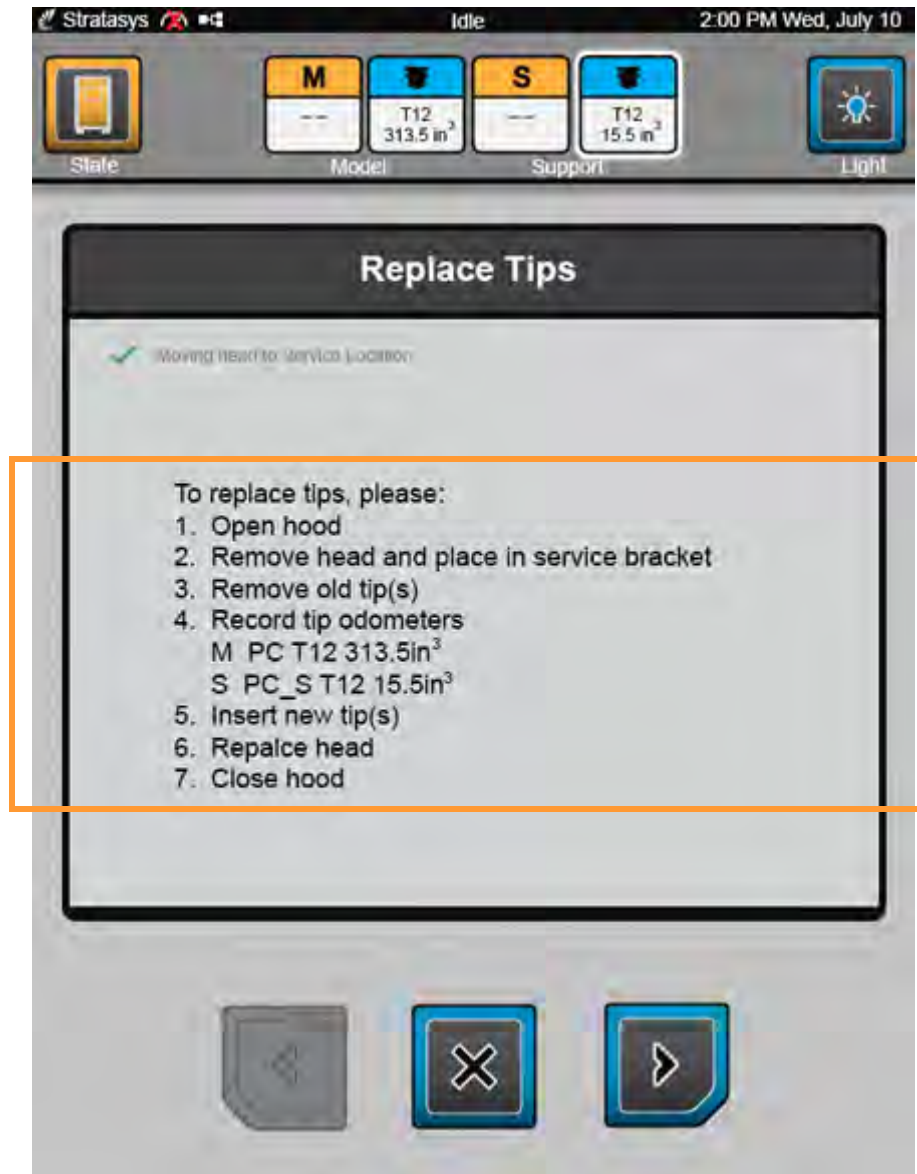 Stratasys Idle 2:00 PM Wed, July 10
M S
-- T12 -- T12
313.5 in³ 15.5 in³
State Model Support Light
Replace Tips
Moving head to Service Location
To replace tips, please:
1. Open hood
2. Remove head and place in service bracket
3. Remove old tip(s)
4. Record tip odometers
M PC T12 313.5in³
S PC_S T12 15.5in³
5. Insert new tip(s)
6. Repalce head
7. Close hood